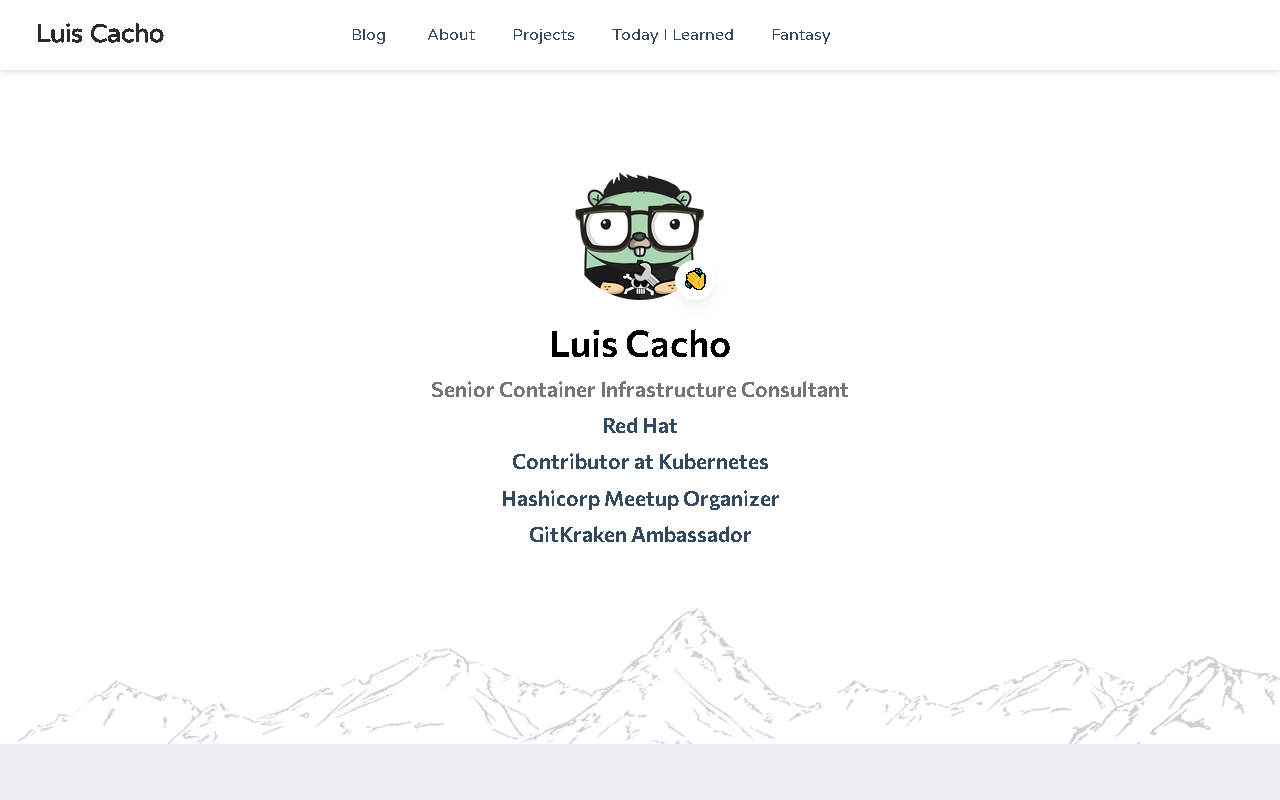 Luis Cacho
Blog About Projects Today I Learned Fantasy
Luis Cacho
Senior Container Infrastructure Consultant
Red Hat
Contributor at Kubernetes
Hashicorp Meetup Organizer
GitKraken Ambassador